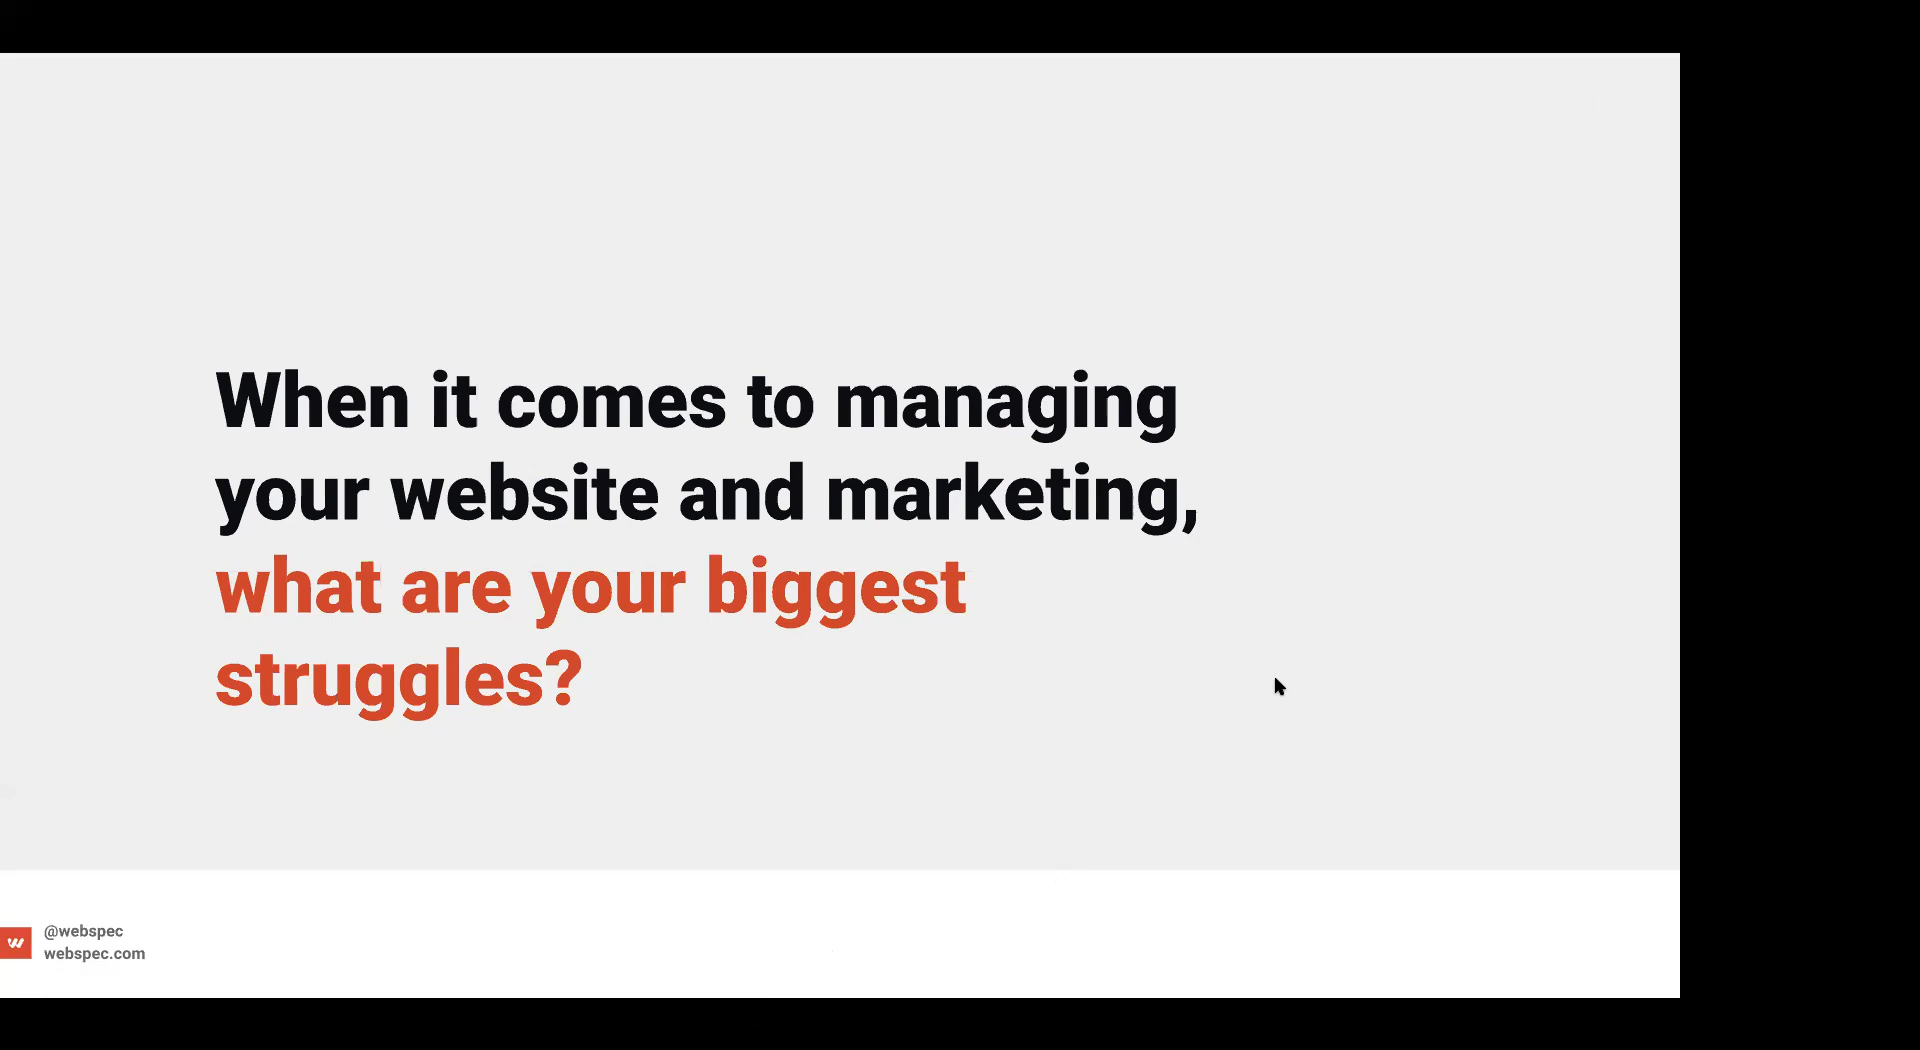 When it comes to managing
your website and marketing,
what are your biggest
struggles?
@webspec
webspec.com